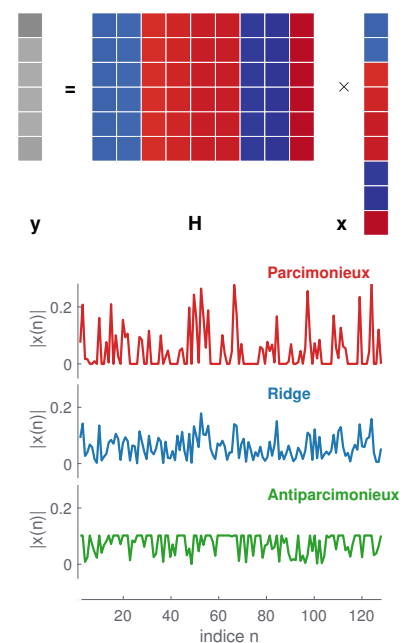 =
×
y
H
x
Parcimonieux
0.2
|x(n)|
0
Ridge
0.2
|x(n)|
0
Antiparcimonieux
0.2
|x(n)|
0
20 40 60 80 100 120
indice n